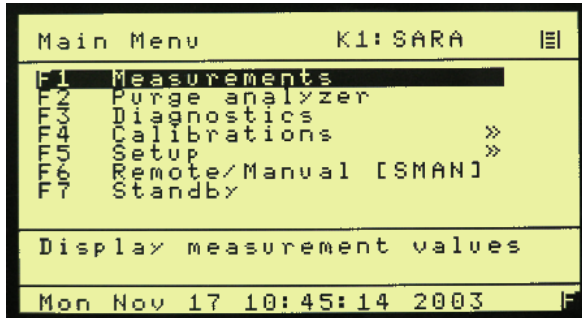 Main Menu K1:SARA
F1 Measurements
F2 Purge analyzer
F3 Diagnostics
F4 Calibrations »
F5 Setup »
F6 Remote/Manual [SMAN]
F7 Standby
Display measurement values
Mon Nov 17 10:45:14 2003